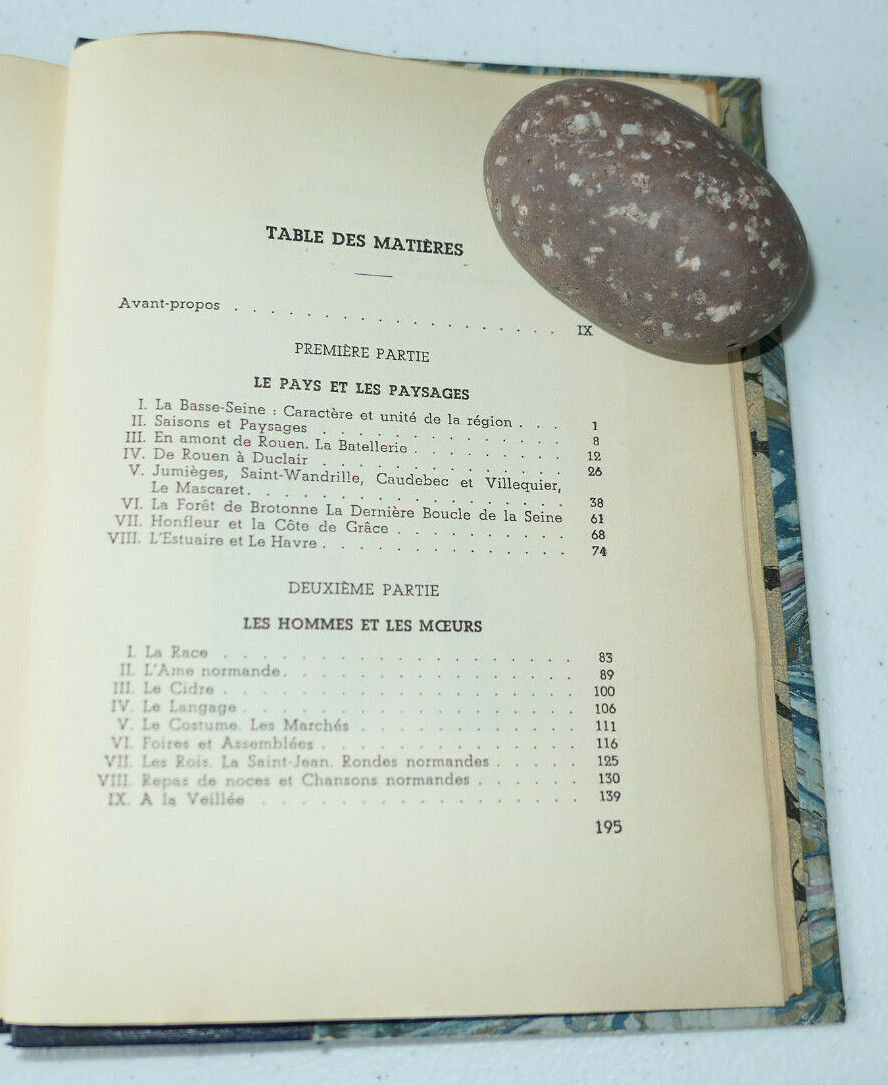 TABLE DES MATIÈRES
Avant-propos . . . . . . . . . . . . . . . . . . . IX
PREMIÈRE PARTIE
LE PAYS ET LES PAYSAGES
I. La Basse-Seine : Caractère et unité de la région . . . 1
II. Saisons et Paysages . . . . . . . . . . . . . . 8
III. En amont de Rouen. La Batellerie . . . . . . . . 12
IV. De Rouen à Duclair . . . . . . . . . . . . . 26
V. Jumièges, Saint-Wandrille, Caudebec et Villequier,
Le Mascaret . . . . . . . . . . . . . . . . . 38
VI. La Forêt de Brotonne La Dernière Boucle de la Seine 61
VII. Honfleur et la Côte de Grâce . . . . . . . . . 68
VIII. L'Estuaire et Le Havre . . . . . . . . . . . . . 74
DEUXIÈME PARTIE
LES HOMMES ET LES MŒURS
I. La Race . . . . . . . . . . . . . . . . . . 83
II. L'Ame normande . . . . . . . . . . . . . . . 89
III. Le Cidre . . . . . . . . . . . . . . . . . . 100
IV. Le Langage . . . . . . . . . . . . . . . . . 106
V. Le Costume. Les Marchés . . . . . . . . . . . 111
VI. Foires et Assemblées . . . . . . . . . . . . . 116
VII. Les Rois. La Saint-Jean. Rondes normandes . . . . 125
VIII. Repas de noces et Chansons normandes . . . . . . 130
IX. A la Veillée . . . . . . . . . . . . . . . . . 139
195